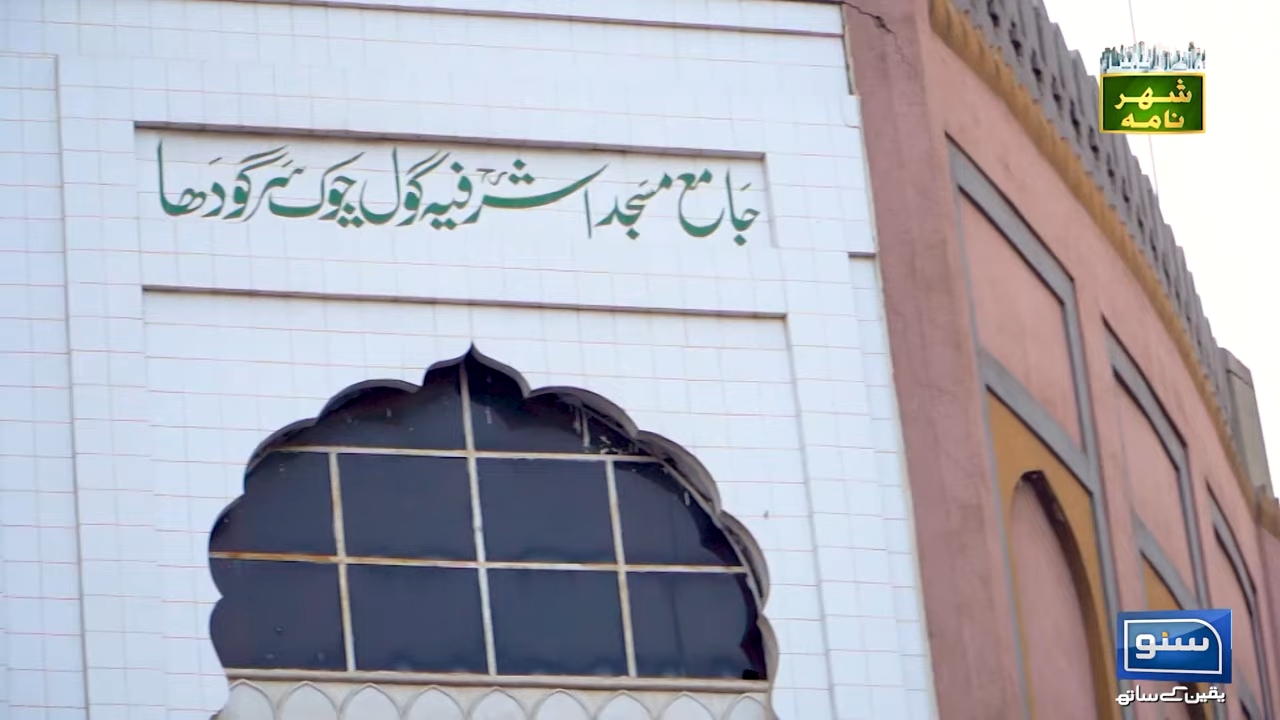 شہر
نامہ
جامع مسجد اشرفیہ گول چوک سرگودھا
سنو
یقین کے ساتھ